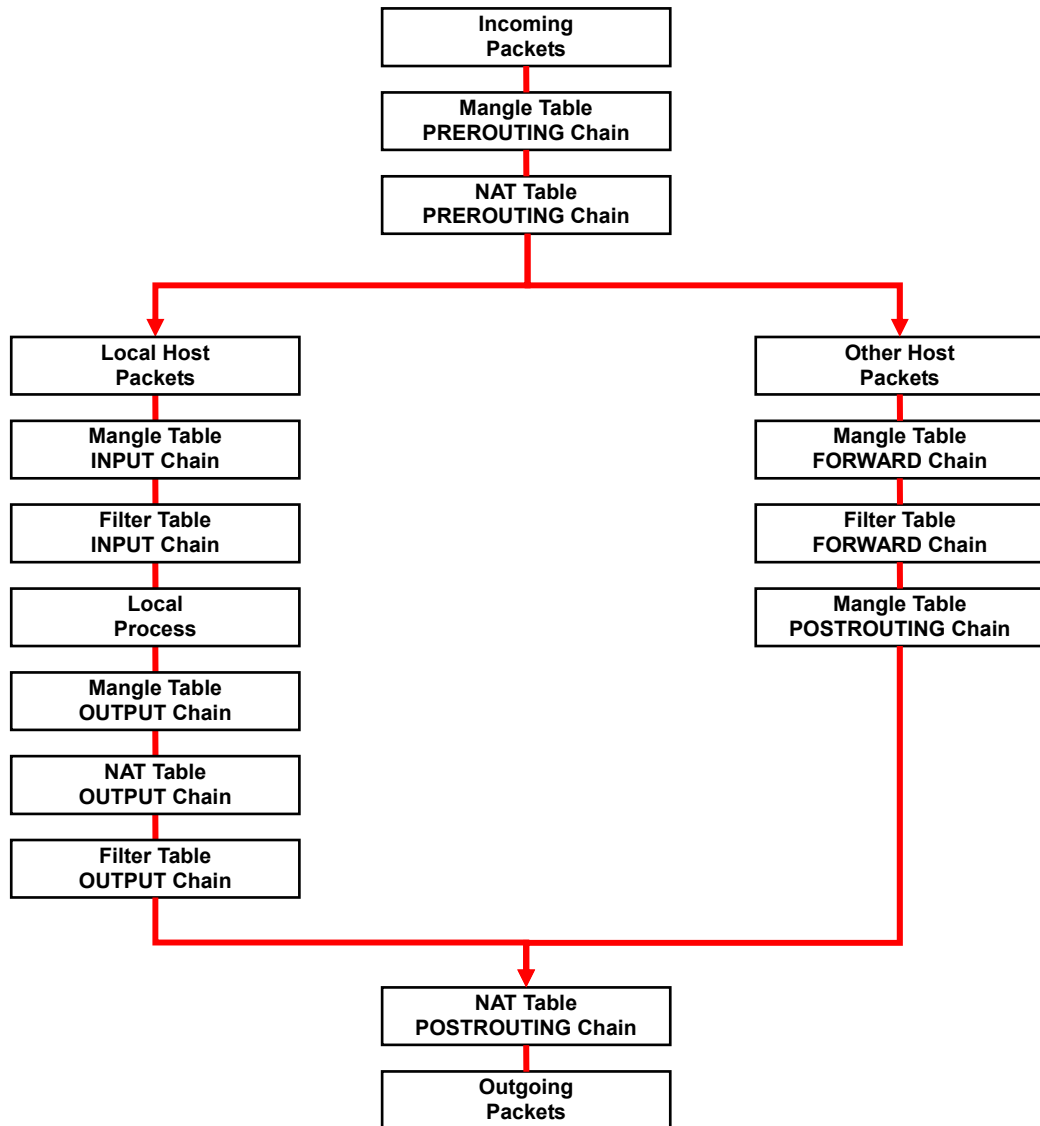 Incoming
Packets
Mangle Table
PREROUTING Chain
NAT Table
PREROUTING Chain
Local Host
Packets
Mangle Table
INPUT Chain
Filter Table
INPUT Chain
Local
Process
Mangle Table
OUTPUT Chain
NAT Table
OUTPUT Chain
Filter Table
OUTPUT Chain
Other Host
Packets
Mangle Table
FORWARD Chain
Filter Table
FORWARD Chain
Mangle Table
POSTROUTING Chain
NAT Table
POSTROUTING Chain
Outgoing
Packets